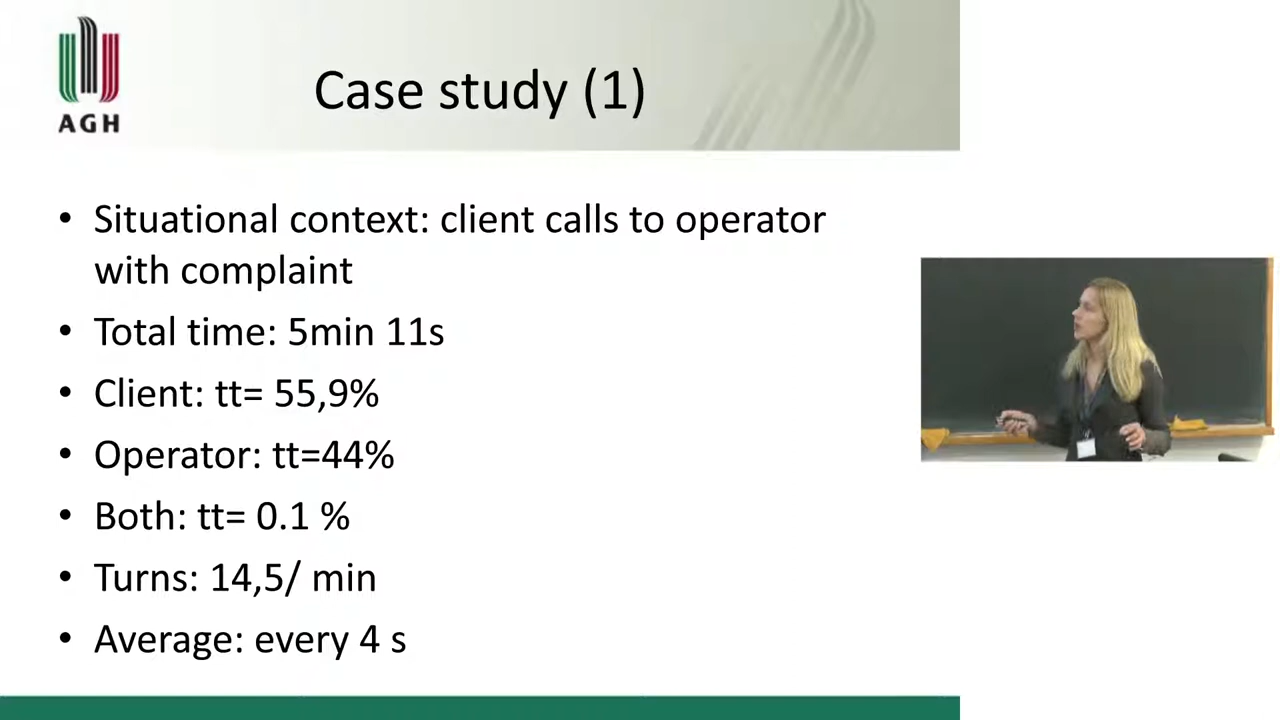 AGH
Case study (1)
• Situational context: client calls to operator
with complaint
• Total time: 5min 11s
• Client: tt= 55,9%
• Operator: tt=44%
• Both: tt= 0.1 %
• Turns: 14,5/ min
• Average: every 4 s